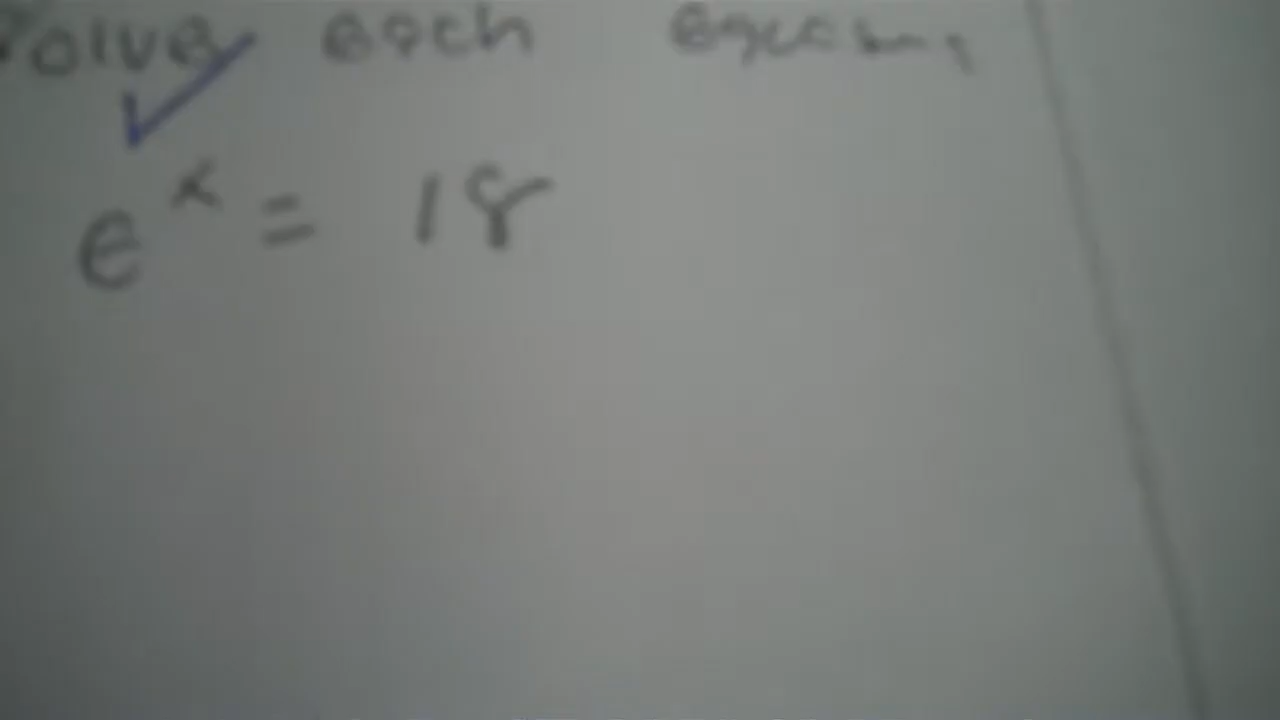 Solve each
e^x = 18